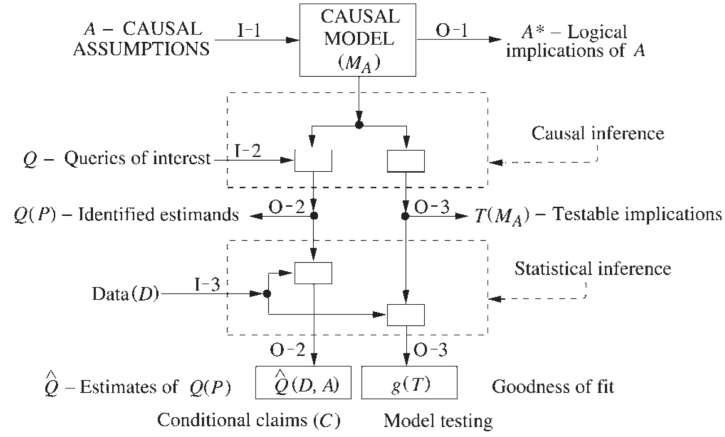 A – CAUSAL
ASSUMPTIONS
I-1
CAUSAL
MODEL
(M_A)
O-1
A* – Logical
implications of A
Causal inference
Q – Queries of interest
I-2
Q(P) – Identified estimands
O-2
O-3
T(M_A) – Testable implications
Statistical inference
Data(D)
I-3
O-2
O-3
Q̂ – Estimates of Q(P)
Q̂(D, A)
g(T)
Goodness of fit
Conditional claims (C)
Model testing